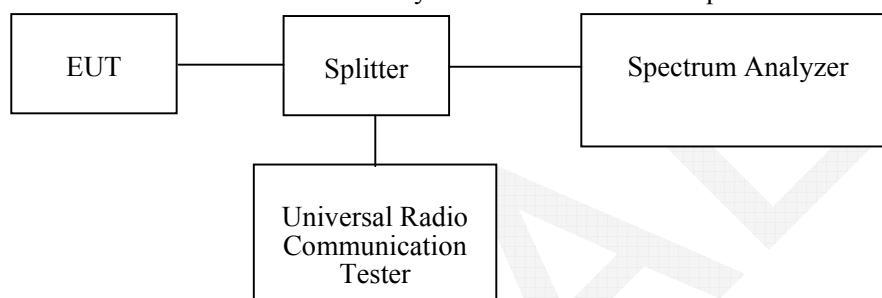 EUT
Splitter
Spectrum Analyzer
Universal Radio
Communication
Tester